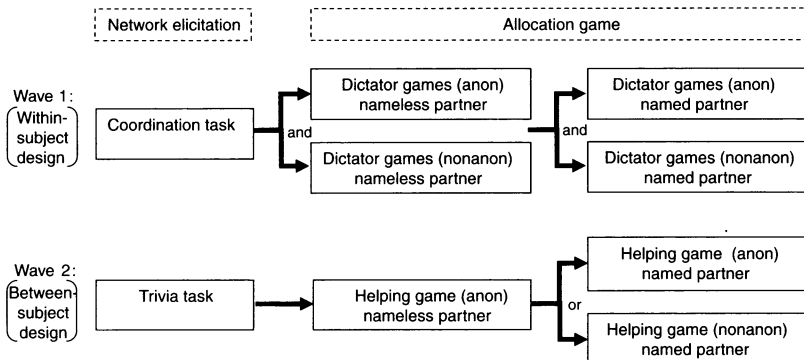 Network elicitation
Allocation game
Wave 1:
Within-
subject
design
Coordination task
and
Dictator games (anon)
nameless partner
Dictator games (nonanon)
nameless partner
and
Dictator games (anon)
named partner
Dictator games (nonanon)
named partner
Wave 2:
Between-
subject
design
Trivia task
Helping game (anon)
nameless partner
or
Helping game (anon)
named partner
Helping game (nonanon)
named partner